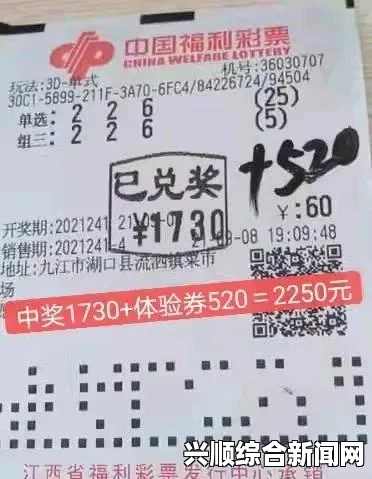 中国福利彩票
CHINA WELFARE LOTTERY
玩法:3D-单式
机号:36030707
30C1-5899-211F-3A70-6FC4/84226724/94504
单选: 2 2 6 (25)
组三: 2 2 6 (5)
已兑奖
¥1730
+520
开奖期:2021241
¥:60
销售期:2021241-4
09-08 19:09:48
地址:九江市湖口县流泗镇菜市
场
中奖1730+体验券520=2250元
江西省福利彩票发行中心承销
兴顺综合新闻网